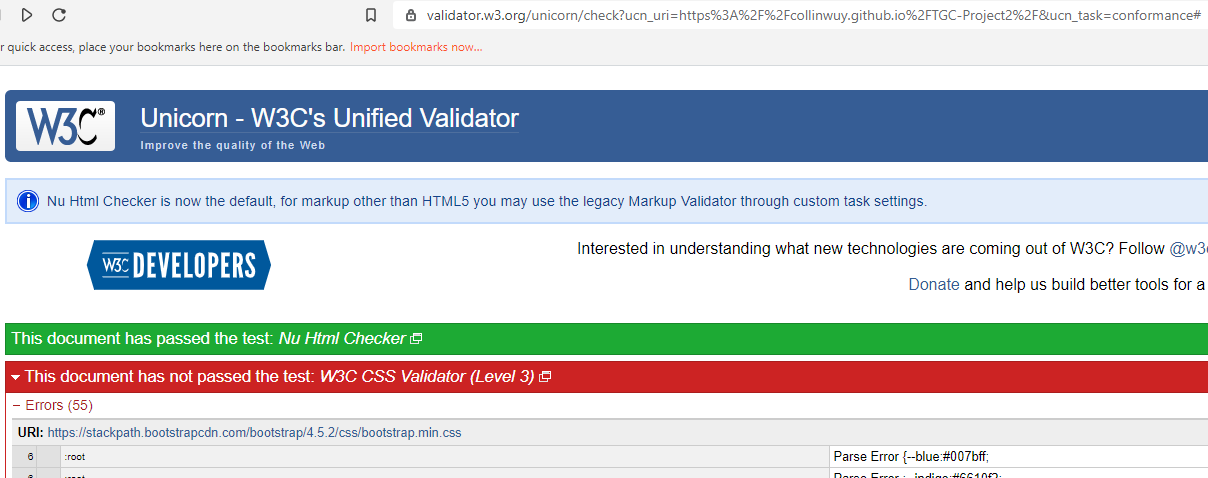 validator.w3.org/unicorn/check?ucn_uri=https%3A%2F%2Fcollinwuy.github.io%2FTGC-Project2%2F&ucn_task=conformance#
r quick access, place your bookmarks here on the bookmarks bar. Import bookmarks now...
W3C® Unicorn - W3C's Unified Validator
Improve the quality of the Web
i Nu Html Checker is now the default, for markup other than HTML5 you may use the legacy Markup Validator through custom task settings.
W3C DEVELOPERS
Interested in understanding what new technologies are coming out of W3C? Follow @w3
Donate and help us build better tools for a
This document has passed the test: Nu Html Checker
This document has not passed the test: W3C CSS Validator (Level 3)
– Errors (55)
URI: https://stackpath.bootstrapcdn.com/bootstrap/4.5.2/css/bootstrap.min.css
6 :root Parse Error {--blue:#007bff;